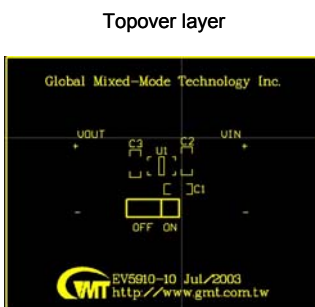 Topover layer
Global Mixed-Mode Technology Inc.
VOUT VIN
+ +
C3 C2
U1
C1
- -
OFF ON
GMT EV5910-10 Jul/2003
http://www.gmt.com.tw